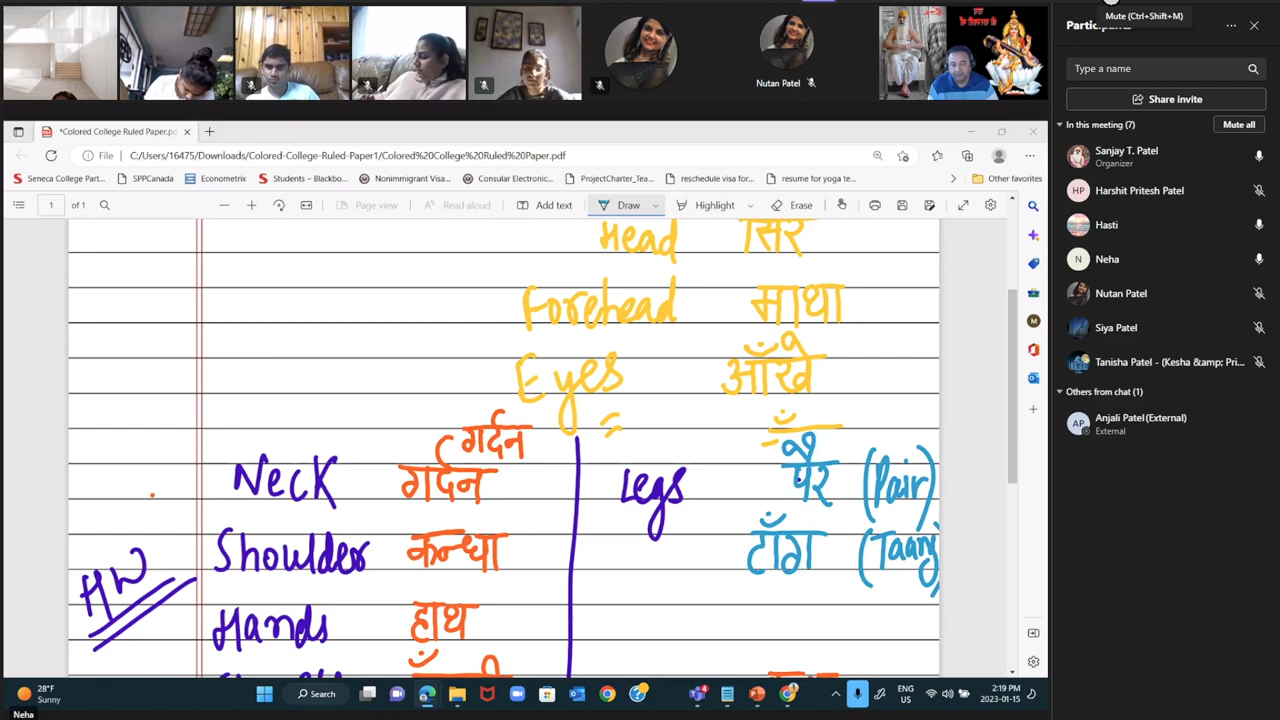 Mute (Ctrl+Shift+M)
Nutan Patel
Type a name
Share invite
In this meeting (7)
Mute all
Sanjay T. Patel
Organizer
Harshit Pritesh Patel
Hasti
Neha
Nutan Patel
Siya Patel
Tanisha Patel - (Kesha &amp; Pri...
Others from chat (1)
Anjali Patel (External)
External
*Colored College Ruled Paper.pd
File C:/Users/16475/Downloads/Colored-College-Ruled-Paper1/Colored%20College%20Ruled%20Paper.pdf
Seneca College Part... SPPCanada Econometrix Students – Blackbo... Nonimmigrant Visa... Consular Electronic... ProjectCharter_Tea... reschedule visa for... resume for yoga te... Other favorites
1 of 1 Page view Read aloud Add text Draw Highlight Erase
Head सिर
Forehead माथा
Eyes आँखे
गर्दन
Neck गर्दन Legs पैर (Pair)
Shoulder कन्धा टाँग (Taang)
HW
Hands हाथ
28°F
Sunny
Search
ENG
US
2:19 PM
2023-01-15
Neha